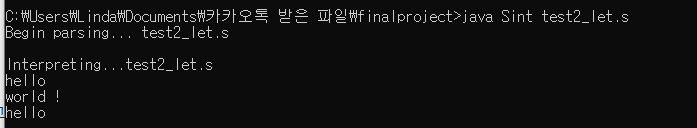 C:₩Users₩Linda₩Documents₩카카오톡 받은 파일₩finalproject>java Sint test2_let.s
Begin parsing... test2_let.s
Interpreting...test2_let.s
hello
world !
hello